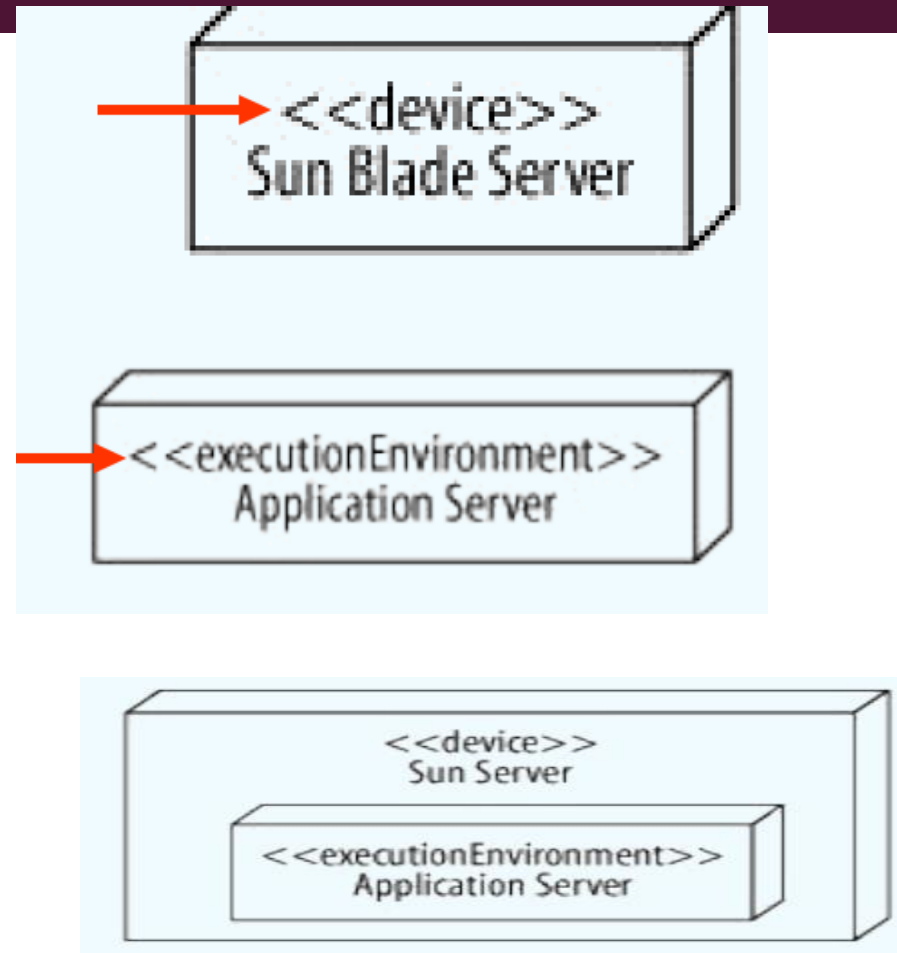 <<device>>
Sun Blade Server
<<executionEnvironment>>
Application Server
<<device>>
Sun Server
<<executionEnvironment>>
Application Server